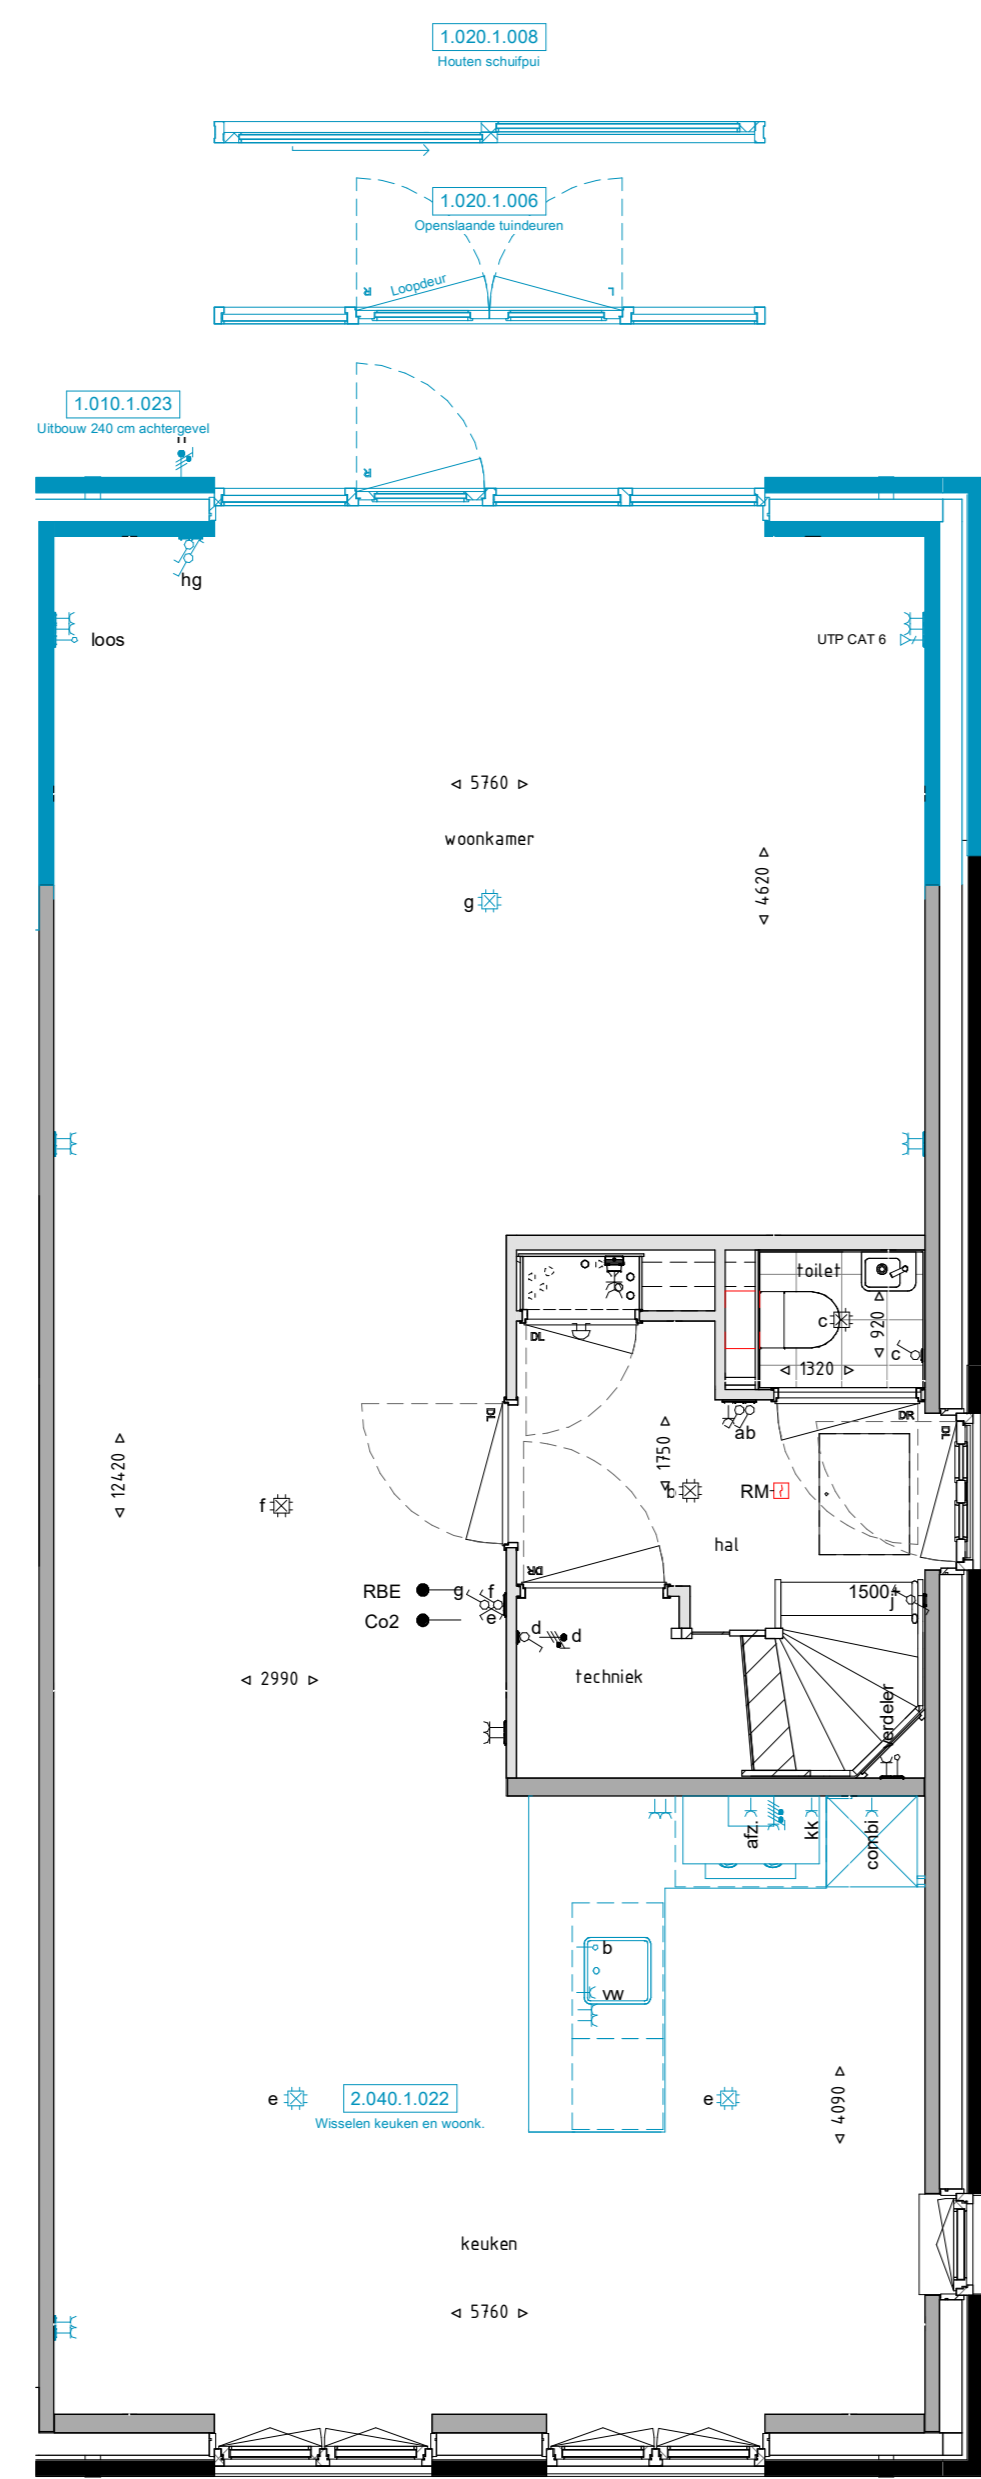 1.020.1.008
Houten schuifpui
1.020.1.006
Openslaande tuindeuren
Loopdeur
R
L
1.010.1.023
Uitbouw 240 cm achtergevel
R
hg
loos
UTP CAT 6
5760
woonkamer
4620
g
toilet
c
920
c
1320
DL
DL
DR
DL
ab
1750
12420
b
RM
f
hal
DR
RBE
g
f
1500+
j
Co2
e
d
d
techniek
2990
verdeler
afz.
kk
combi
b
vw
e
2.040.1.022
e
Wisselen keuken en woonk.
4090
keuken
5760